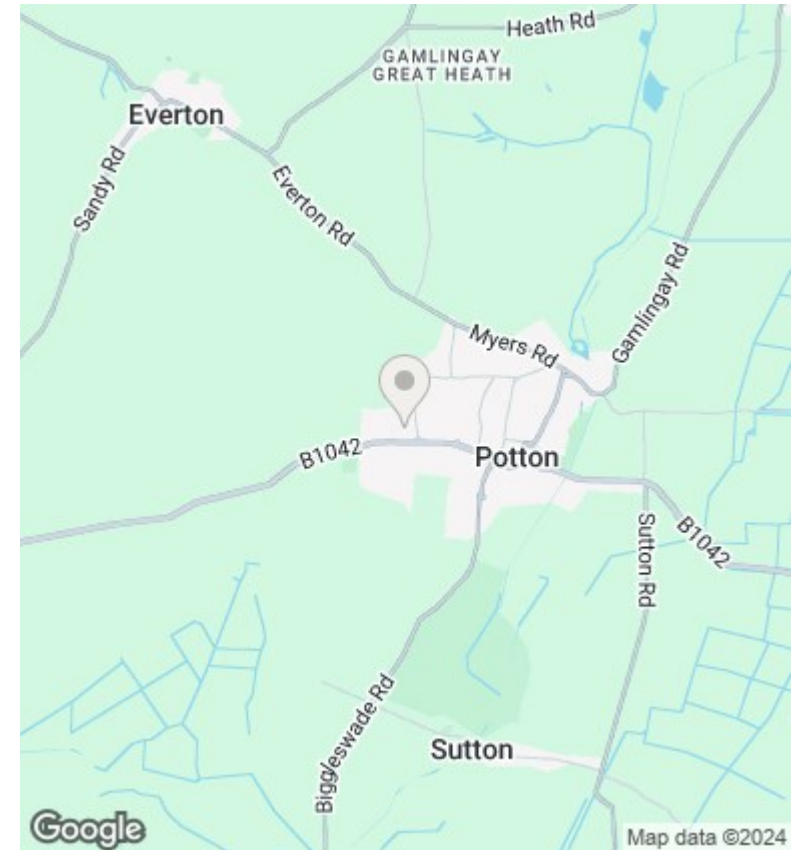 Heath Rd
GAMLINGAY
GREAT HEATH
Everton
Sandy Rd
Everton Rd
Gamlingay Rd
Myers Rd
B1042
Potton
Sutton Rd
B1042
Biggleswade Rd
Sutton
Google
Map data ©2024